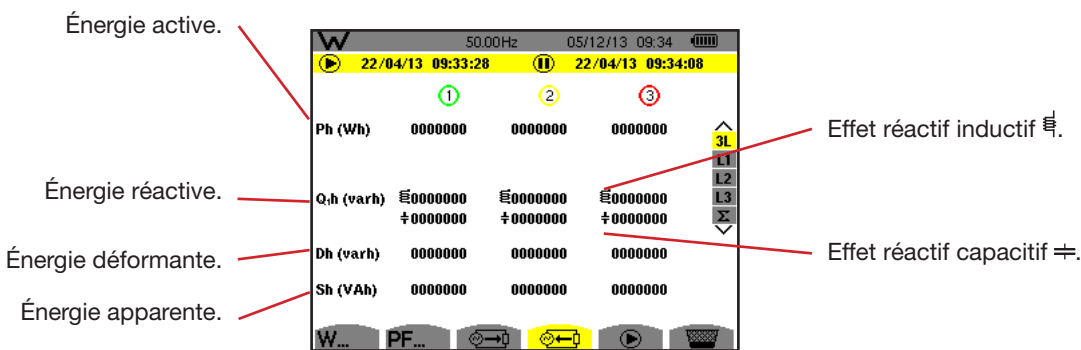 Énergie active.
W 50.00Hz 05/12/13 09:34
22/04/13 09:33:28 22/04/13 09:34:08
1 2 3
Ph (Wh) 0000000 0000000 0000000
3L
L1
L2
L3
Σ
Effet réactif inductif .
Énergie réactive.
Q₁h (varh) 0000000 0000000 0000000
0000000 0000000 0000000
Effet réactif capacitif .
Énergie déformante.
Dh (varh) 0000000 0000000 0000000
Énergie apparente.
Sh (VAh) 0000000 0000000 0000000
W... PF...